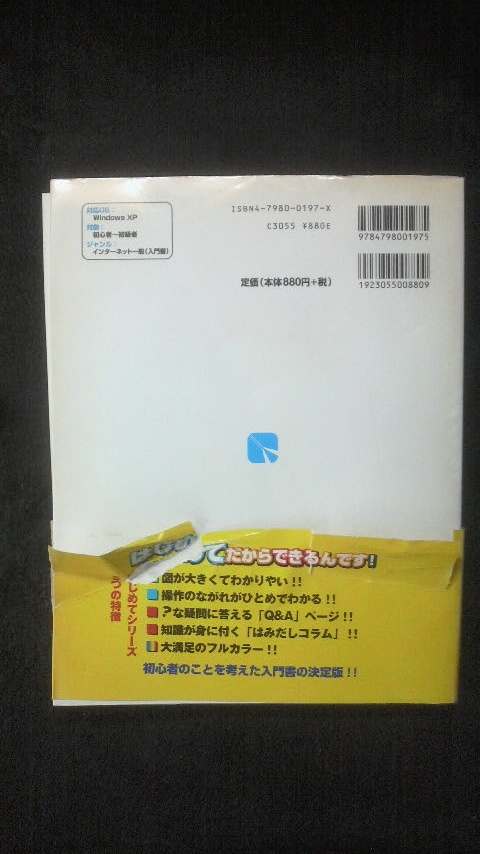 対応OS：
Windows XP
対象：
初心者～初級者
ジャンル：
インターネット一般（入門書）
ISBN4-7980-0197-X
C3055 ¥880E
定価（本体880円＋税）
9784798001975
1923055008809
はじめてだからできるんです！
じめてシリーズ
つの特徴
図が大きくてわかりやすい！！
操作のながれがひとめでわかる！！
？な疑問に答える「Q&A」ページ！！
知識が身に付く「はみだしコラム」！！
大満足のフルカラー！！
初心者のことを考えた入門書の決定版！！